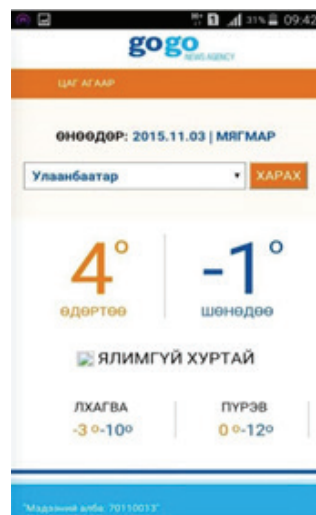 31% 09:42
gogo
NEWS AGENCY
ЦАГ АГААР
ӨНӨӨДӨР: 2015.11.03 | МЯГМАР
Улаанбаатар ХАРАХ
4° -1°
ӨДӨРТӨӨ ШӨНӨДӨӨ
ЯЛИМГҮЙ ХУРТАЙ
ЛХАГВА ПҮРЭВ
-3 º-10º 0 º-12º
"Мэдээний алба: 70110013"